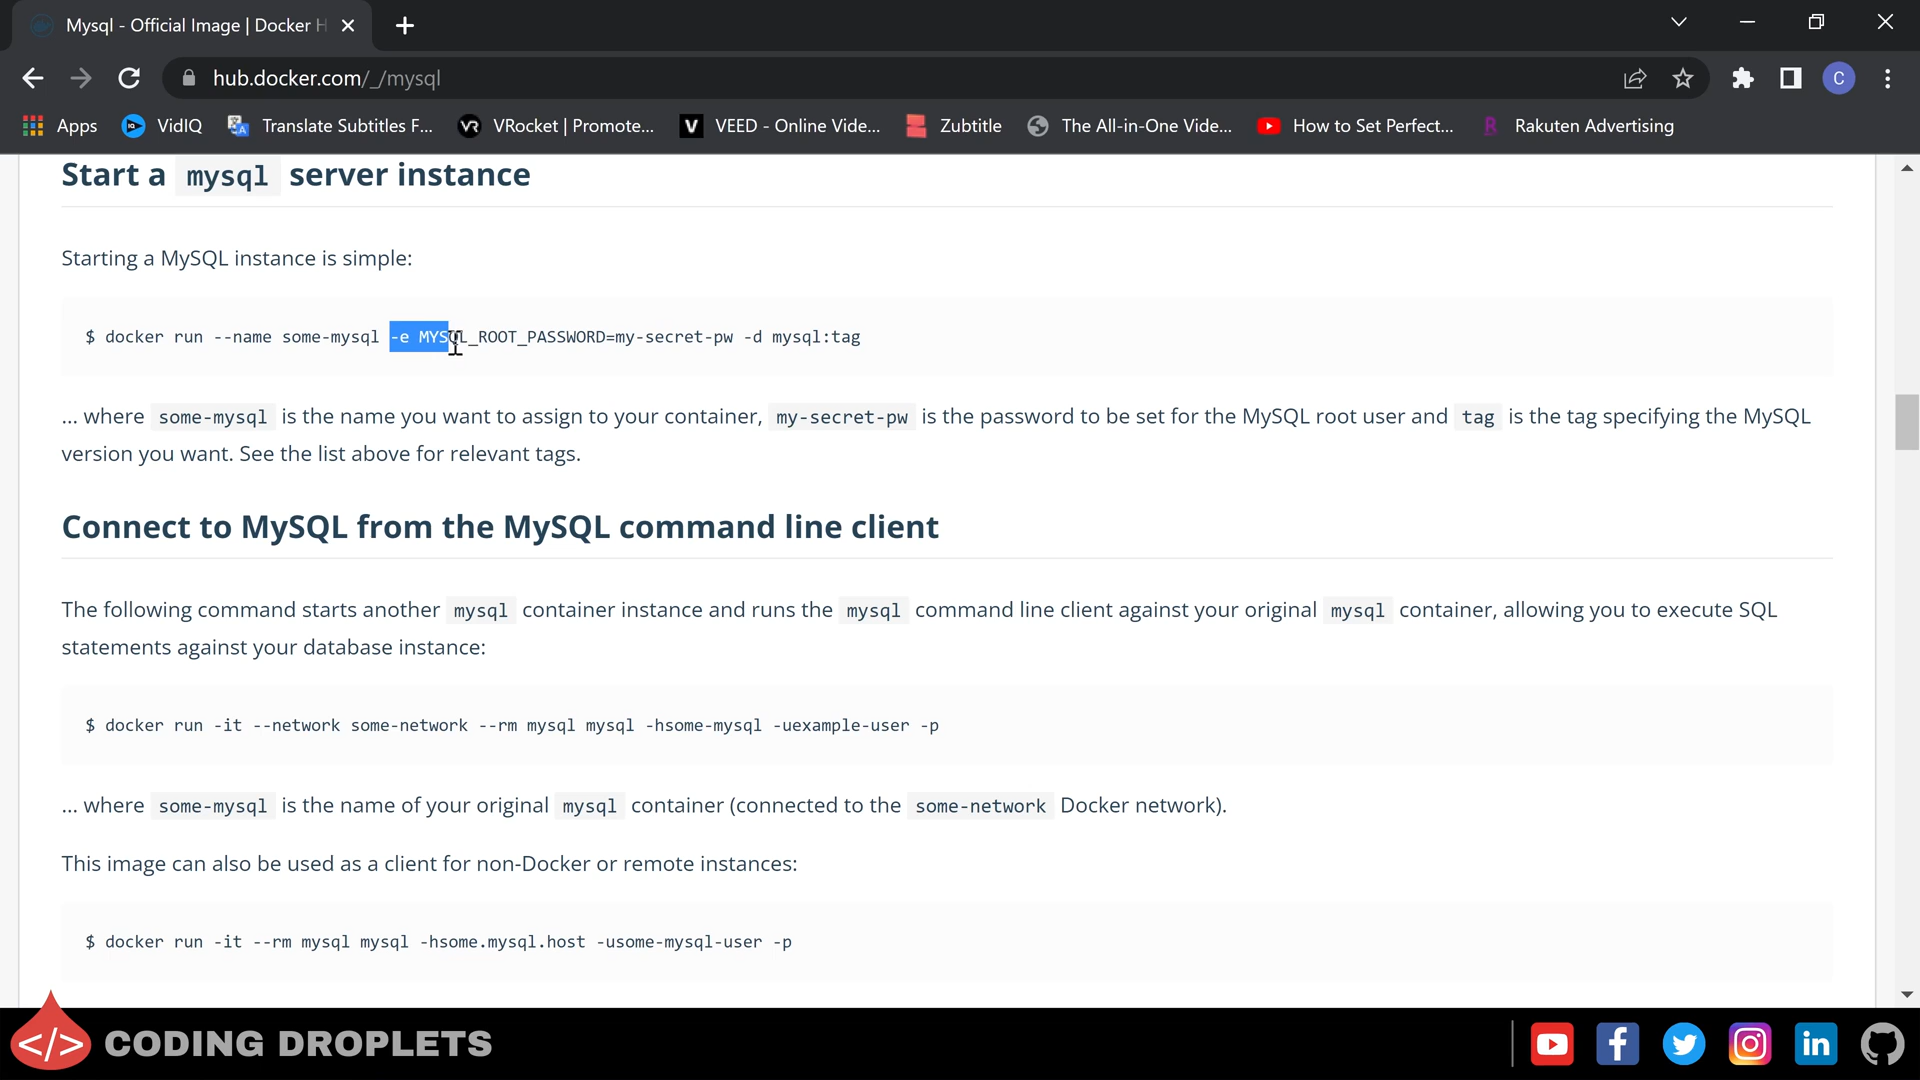 Mysql - Official Image | Docker H
hub.docker.com/_/mysql
C
Apps VidIQ Translate Subtitles F... VRocket | Promote... VEED - Online Vide... Zubtitle The All-in-One Vide... How to Set Perfect... Rakuten Advertising
Start a mysql server instance
Starting a MySQL instance is simple:
$ docker run --name some-mysql -e MYSQL_ROOT_PASSWORD=my-secret-pw -d mysql:tag
... where some-mysql is the name you want to assign to your container, my-secret-pw is the password to be set for the MySQL root user and tag is the tag specifying the MySQL
version you want. See the list above for relevant tags.
Connect to MySQL from the MySQL command line client
The following command starts another mysql container instance and runs the mysql command line client against your original mysql container, allowing you to execute SQL
statements against your database instance:
$ docker run -it --network some-network --rm mysql mysql -hsome-mysql -uexample-user -p
... where some-mysql is the name of your original mysql container (connected to the some-network Docker network).
This image can also be used as a client for non-Docker or remote instances:
$ docker run -it --rm mysql mysql -hsome.mysql.host -usome-mysql-user -p
</> CODING DROPLETS